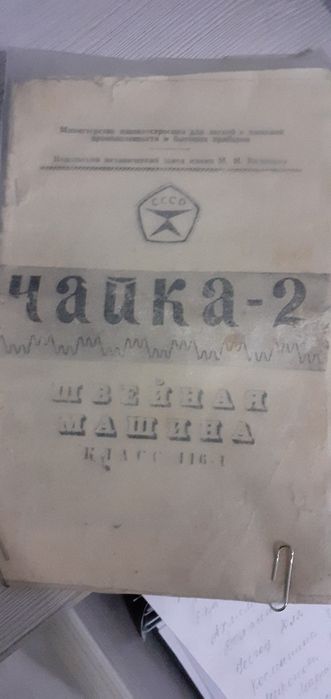 Министерство машиностроения для легкой и пищевой
промышленности и бытовых приборов
Подольский механический завод имени М. И. Калинина
СССР
чайка-2
ШВЕЙНАЯ
МАШИНА
КЛАСС 116-1